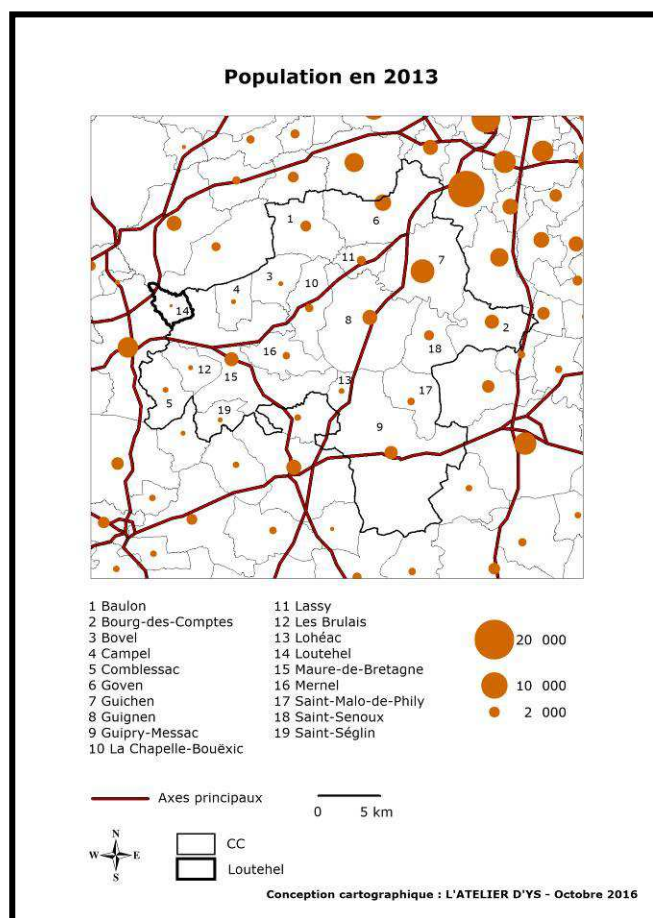 Population en 2013
1
6
11
7
3
4
10
14
8
2
18
16
12
15
13
5
17
19
9
1 Baulon
2 Bourg-des-Comptes
3 Bovel
4 Campel
5 Comblessac
6 Goven
7 Guichen
8 Guignen
9 Guipry-Messac
10 La Chapelle-Bouëxic
11 Lassy
12 Les Brulais
13 Lohéac
14 Loutehel
15 Maure-de-Bretagne
16 Mernel
17 Saint-Malo-de-Phily
18 Saint-Senoux
19 Saint-Séglin
20 000
10 000
2 000
Axes principaux
0 5 km
N
W E
S
CC
Loutehel
Conception cartographique : L'ATELIER D'YS - Octobre 2016